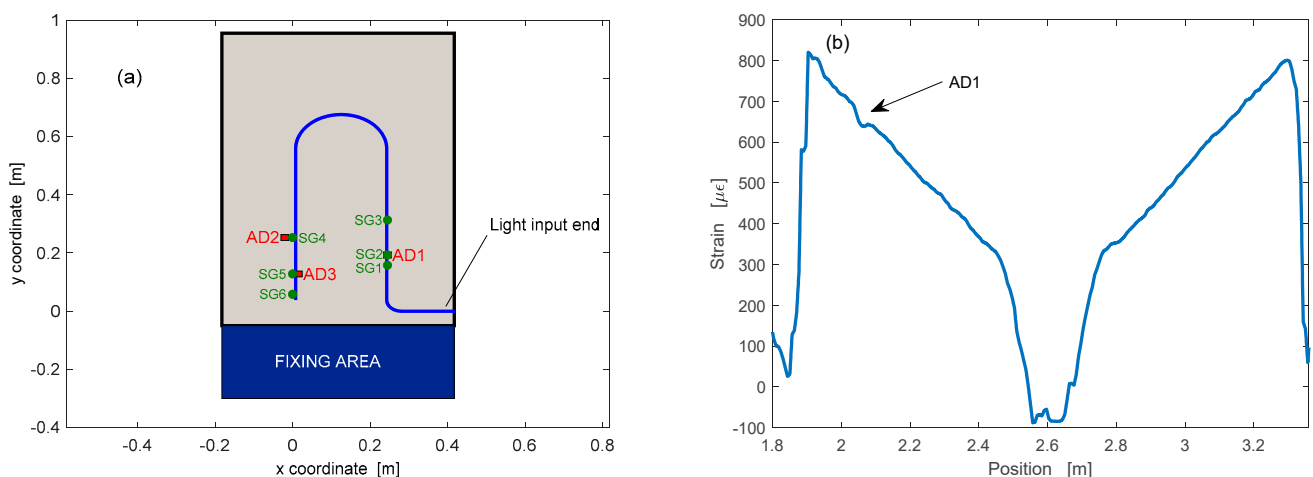 (a)
y coordinate [m]
1
0.8
0.6
0.4
0.2
0
-0.2
-0.4
SG3
Light input end
AD2 SG4
SG2 AD1
SG1
SG5 AD3
SG6
FIXING AREA
-0.4 -0.2 0 0.2 0.4 0.6 0.8
x coordinate [m]
(b)
Strain [µϵ]
900
800
700
600
500
400
300
200
100
0
-100
AD1
1.8 2 2.2 2.4 2.6 2.8 3 3.2
Position [m]